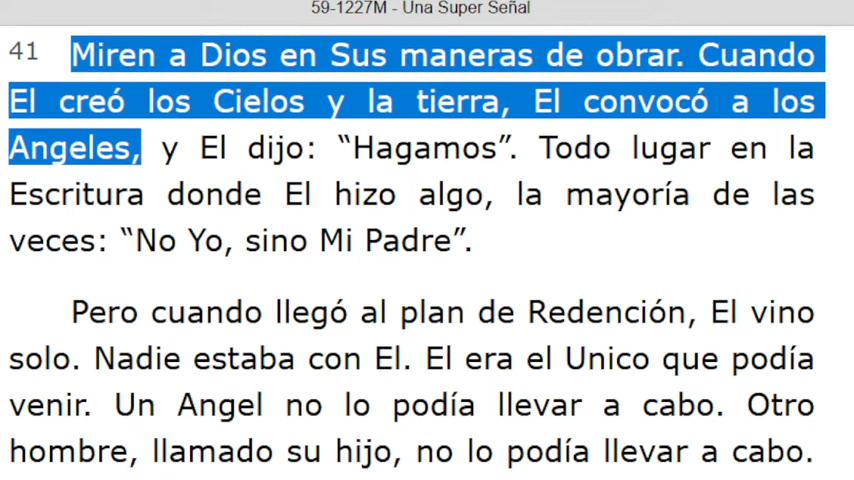 59-1227M - Una Super Señal
41 Miren a Dios en Sus maneras de obrar. Cuando
El creó los Cielos y la tierra, El convocó a los
Angeles, y El dijo: “Hagamos”. Todo lugar en la
Escritura donde El hizo algo, la mayoría de las
veces: “No Yo, sino Mi Padre”.
Pero cuando llegó al plan de Redención, El vino
solo. Nadie estaba con El. El era el Unico que podía
venir. Un Angel no lo podía llevar a cabo. Otro
hombre, llamado su hijo, no lo podía llevar a cabo.